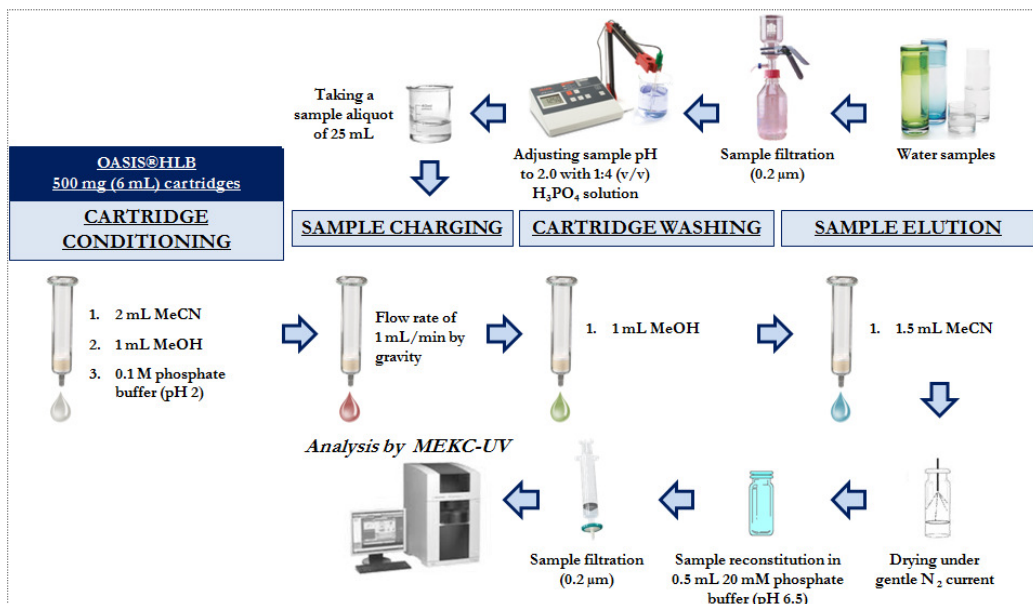 Taking a
sample aliquot
of 25 mL
Adjusting sample pH
to 2.0 with 1:4 (v/v)
H₃PO₄ solution
Sample filtration
(0.2 µm)
Water samples
OASIS®HLB
500 mg (6 mL) cartridges
CARTRIDGE
CONDITIONING
SAMPLE CHARGING
CARTRIDGE WASHING
SAMPLE ELUTION
1. 2 mL MeCN
2. 1 mL MeOH
3. 0.1 M phosphate
buffer (pH 2)
Flow rate of
1 mL/min by
gravity
1. 1 mL MeOH
1. 1.5 mL MeCN
Analysis by MEKC-UV
Sample filtration
(0.2 µm)
Sample reconstitution in
0.5 mL 20 mM phosphate
buffer (pH 6.5)
Drying under
gentle N₂ current